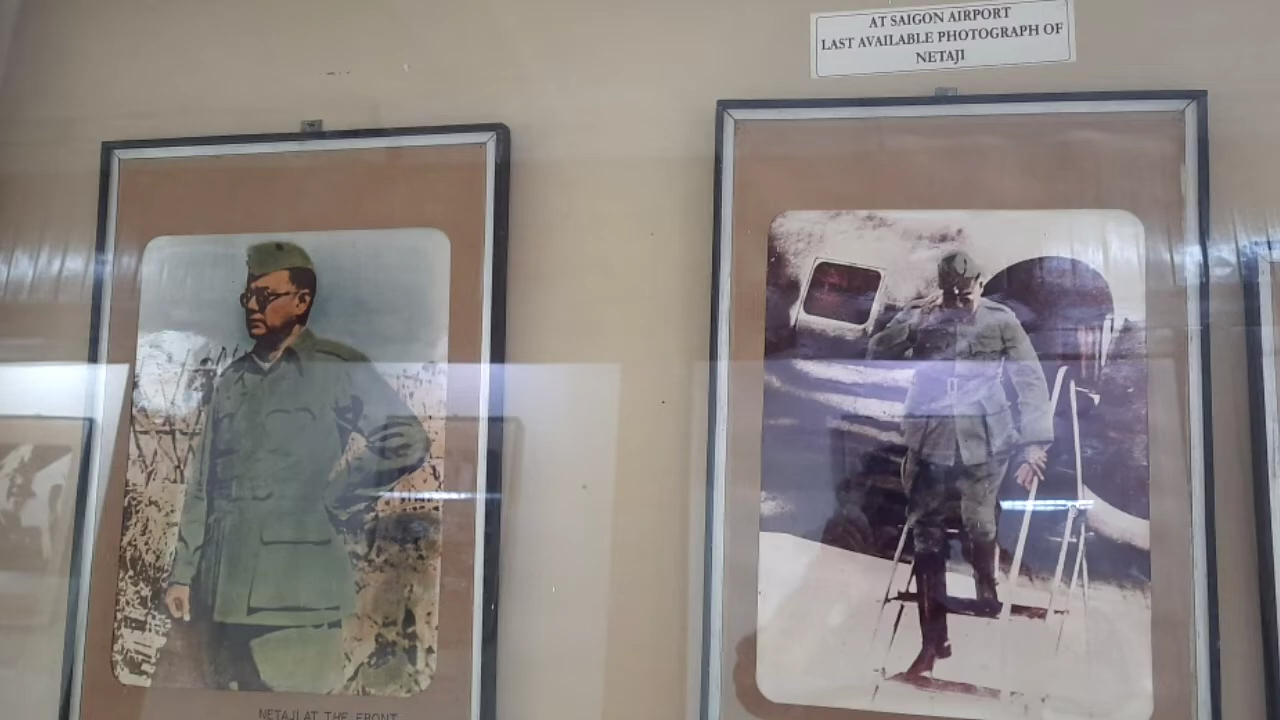 AT SAIGON AIRPORT
LAST AVAILABLE PHOTOGRAPH OF
NETAJI
NETAJI AT THE FRONT